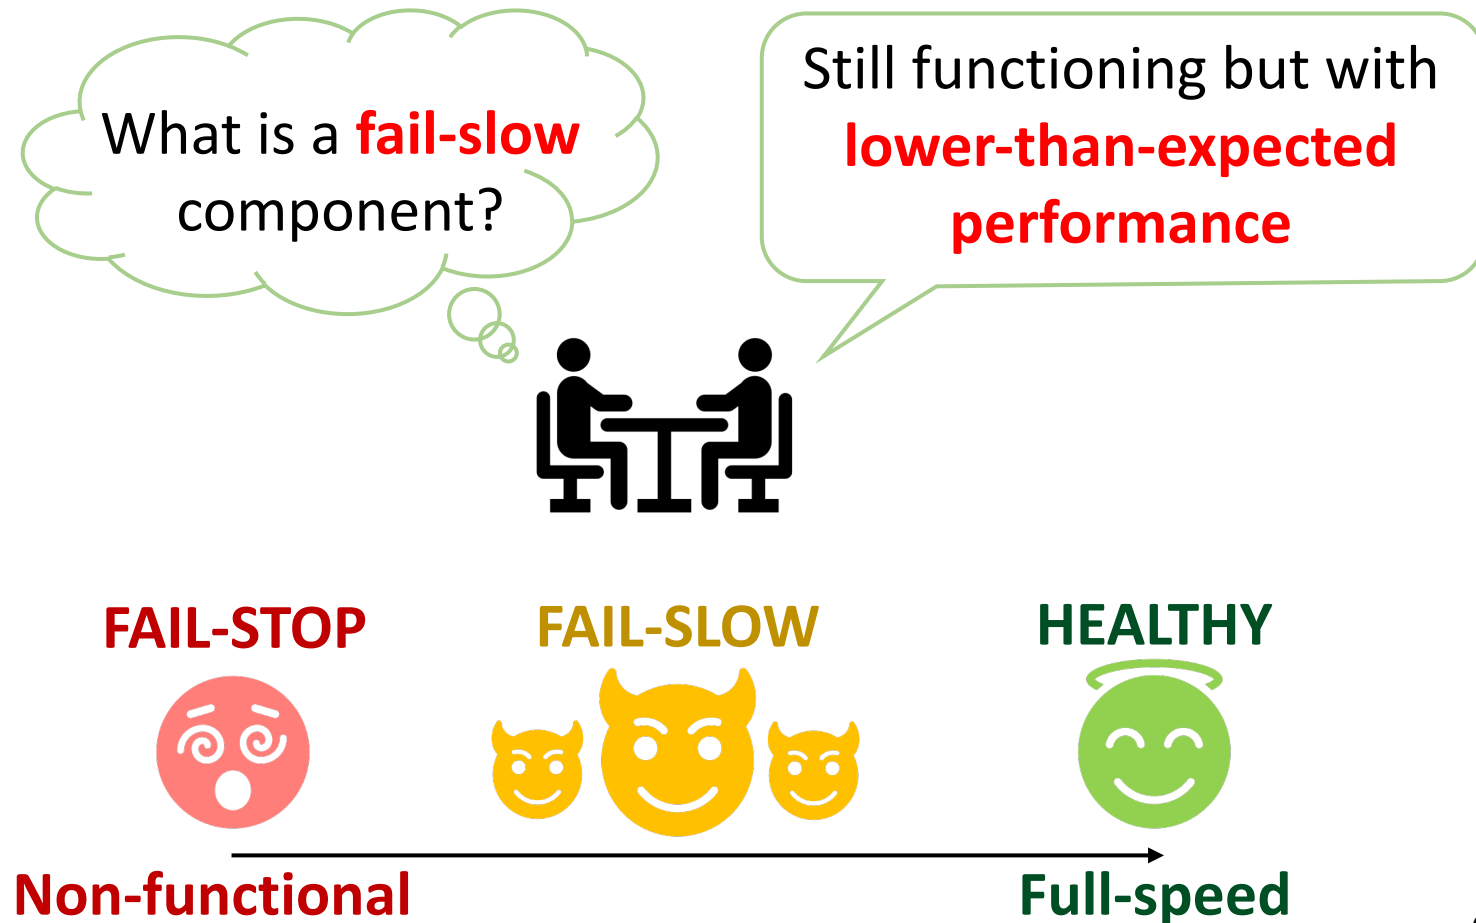 What is a fail-slow
component?
Still functioning but with
lower-than-expected
performance
FAIL-STOP
FAIL-SLOW
HEALTHY
Non-functional
Full-speed